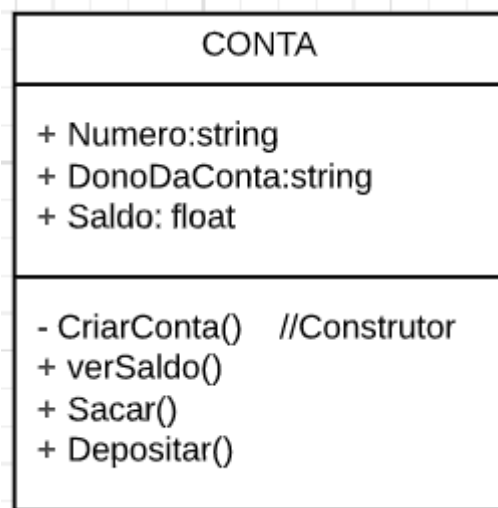 CONTA
+ Numero:string
+ DonoDaConta:string
+ Saldo: float
- CriarConta() //Construtor
+ verSaldo()
+ Sacar()
+ Depositar()